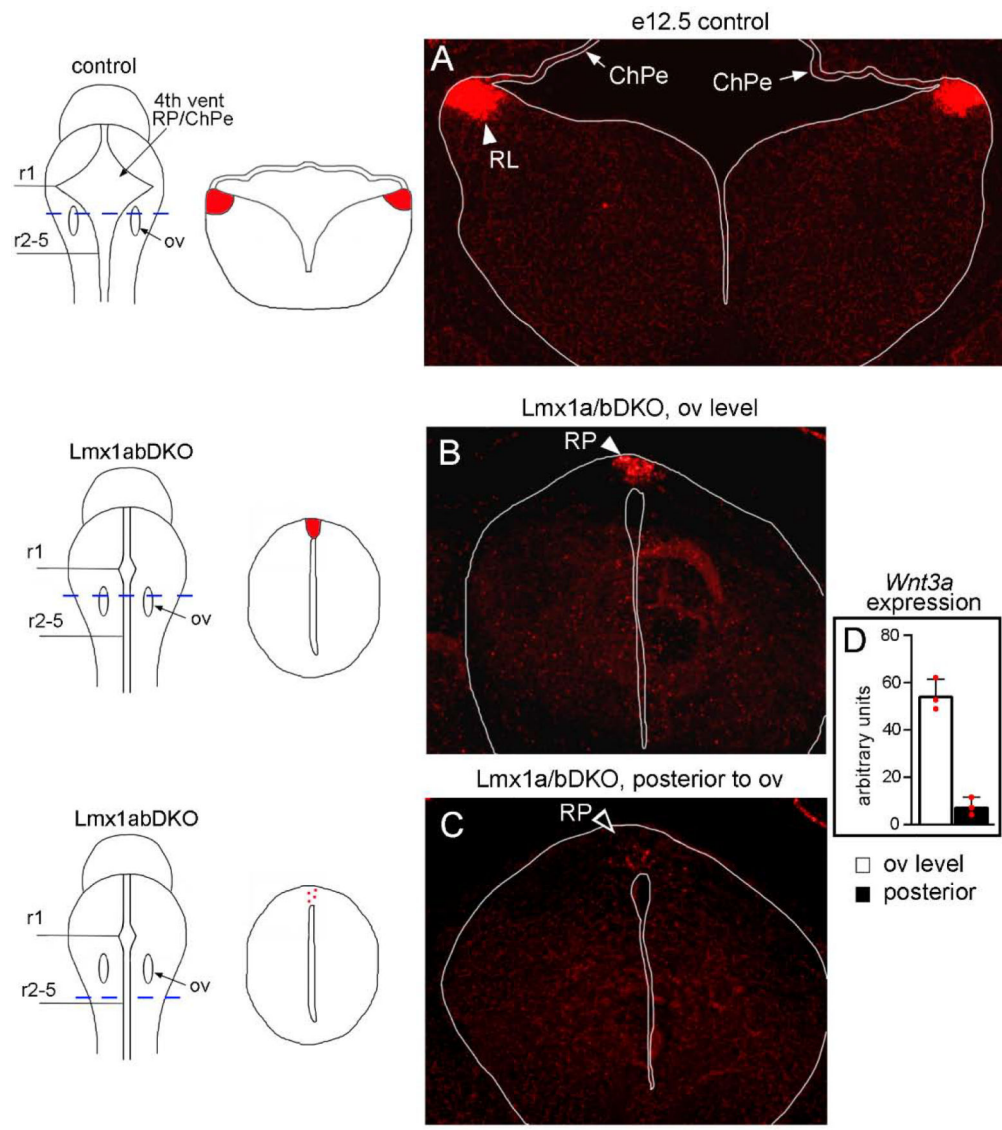 e12.5 control
control
4th vent
RP/ChPe
r1
r2-5
ov
A
ChPe
ChPe
RL
Lmx1a/bDKO, ov level
Lmx1abDKO
r1
r2-5
ov
B
RP
Wnt3a
expression
D
80
60
40
20
0
arbitrary units
ov level
posterior
Lmx1a/bDKO, posterior to ov
Lmx1abDKO
r1
r2-5
ov
C
RP